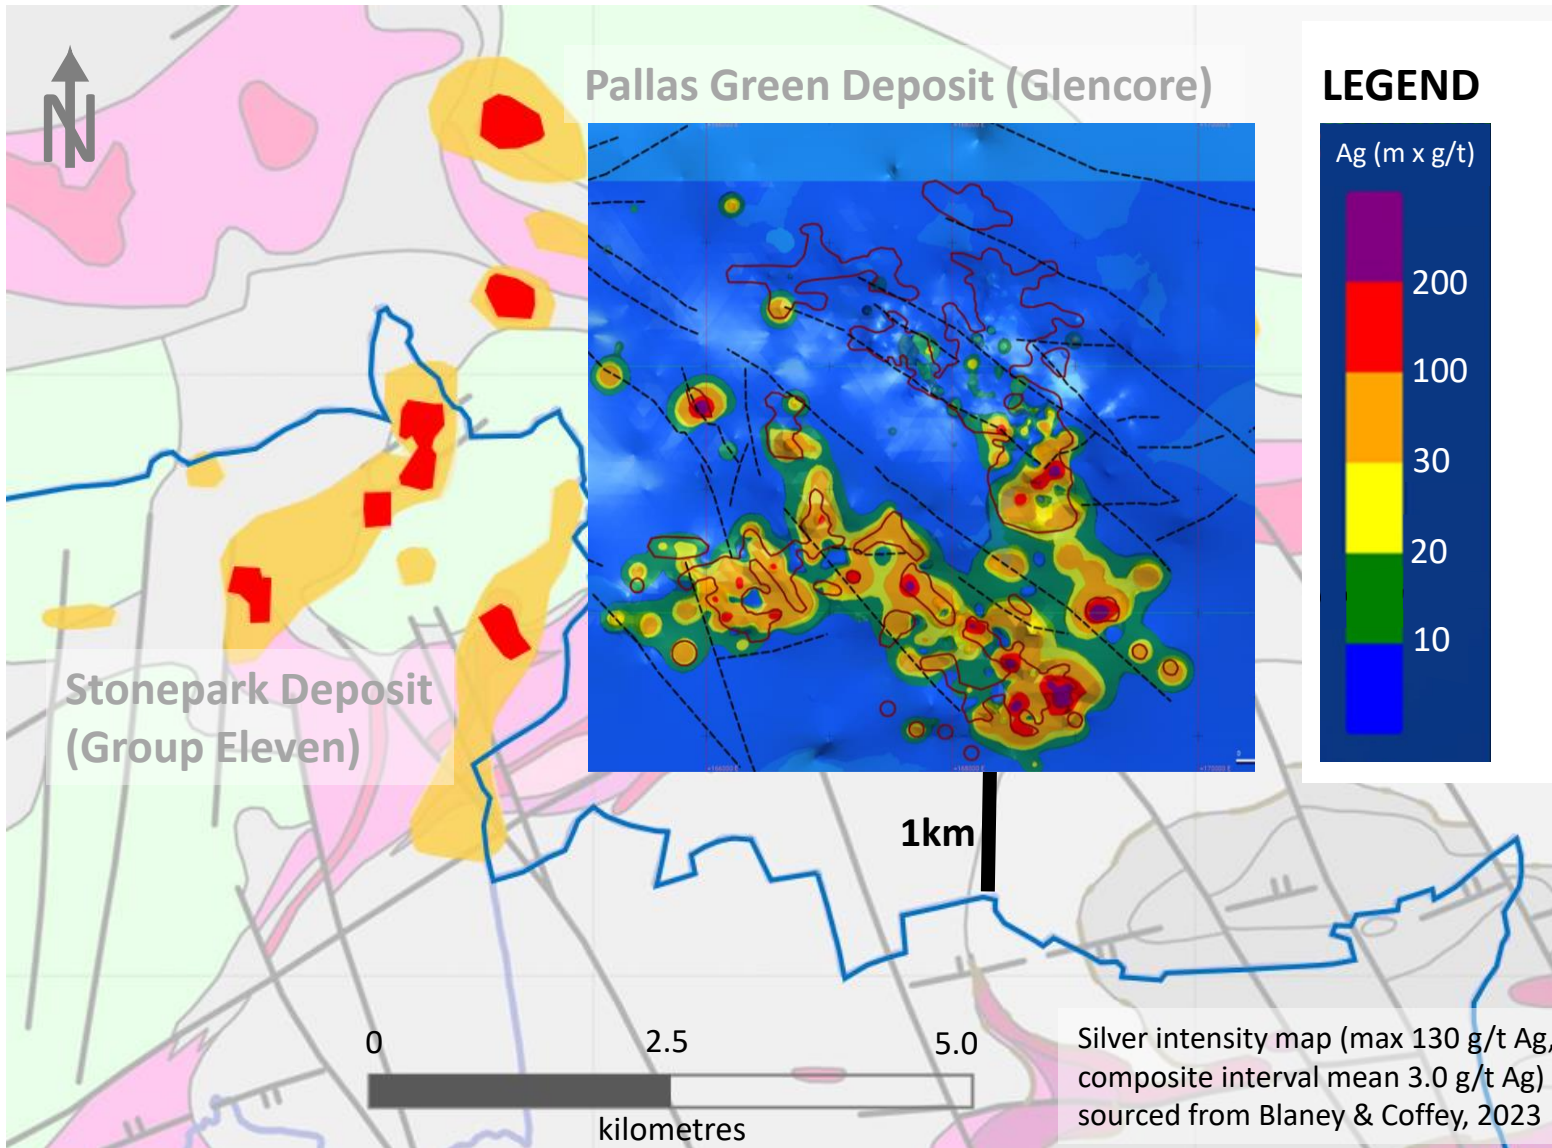 N
Pallas Green Deposit (Glencore)
LEGEND
Ag (m x g/t)
200
100
30
20
10
Stonepark Deposit
(Group Eleven)
1km
0
2.5
5.0
kilometres
Silver intensity map (max 130 g/t Ag,
composite interval mean 3.0 g/t Ag)
sourced from Blaney & Coffey, 2023